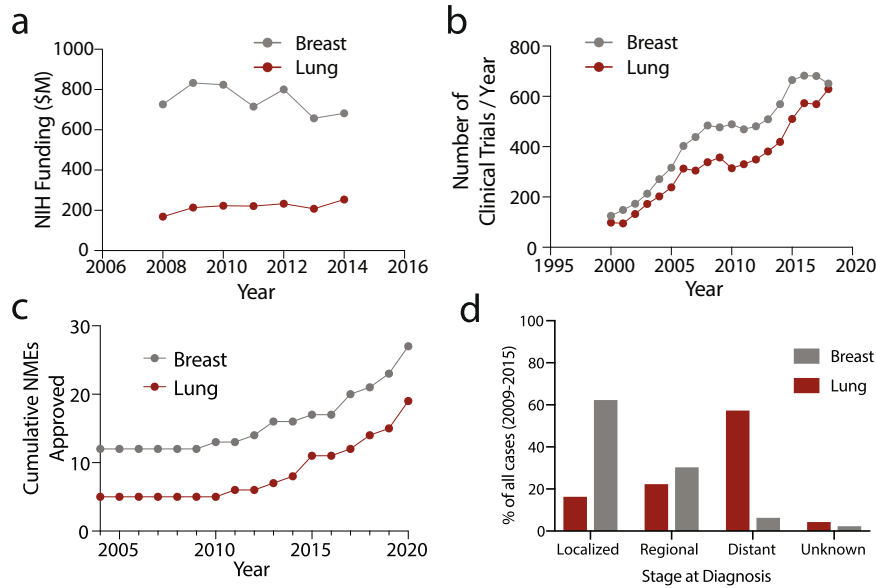 a
Breast
Lung
NIH Funding ($M)
1000
800
600
400
200
0
2006 2008 2010 2012 2014 2016
Year
b
Breast
Lung
Number of
Clinical Trials / Year
800
600
400
200
0
1995 2000 2005 2010 2015 2020
Year
c
Breast
Lung
Cumulative NMEs
Approved
30
20
10
0
2005 2010 2015 2020
Year
d
Breast
Lung
% of all cases (2009-2015)
100
80
60
40
20
0
Localized Regional Distant Unknown
Stage at Diagnosis